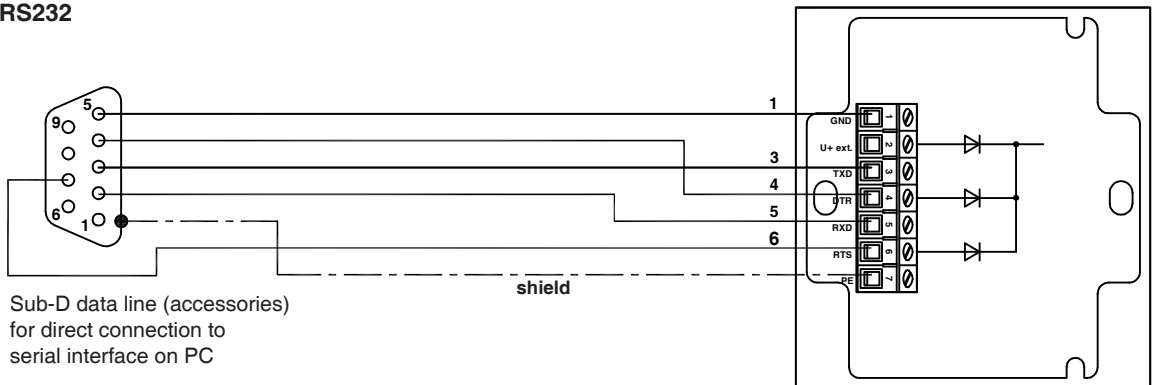 RS232
5
9
6
1
1
3
4
5
6
shield
GND
U+ ext.
TXD
DTR
RXD
RTS
PE
1
2
3
4
5
6
7
Sub-D data line (accessories)
for direct connection to
serial interface on PC